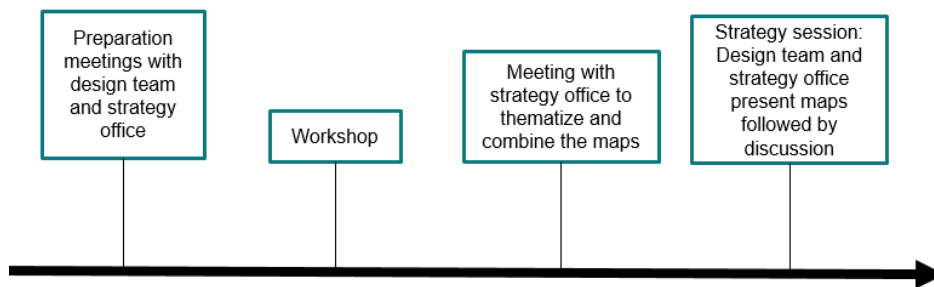 Preparation
meetings with
design team
and strategy
office
Workshop
Meeting with
strategy office to
thematize and
combine the maps
Strategy session:
Design team and
strategy office
present maps
followed by
discussion